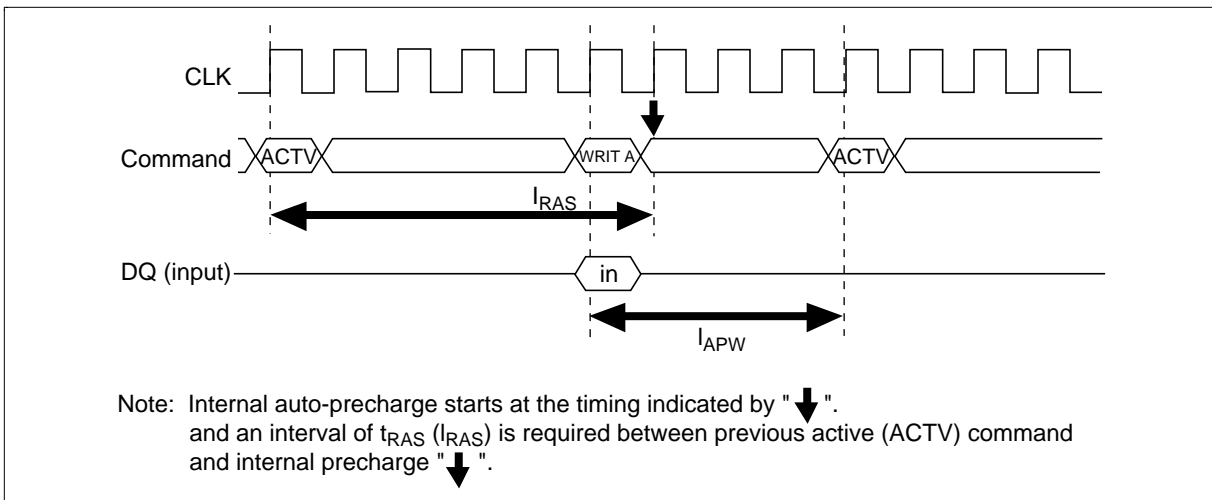 CLK
Command
ACTV
WRIT A
ACTV
lRAS
DQ (input)
in
lAPW
Note: Internal auto-precharge starts at the timing indicated by " ".
and an interval of tRAS (lRAS) is required between previous active (ACTV) command
and internal precharge " ".